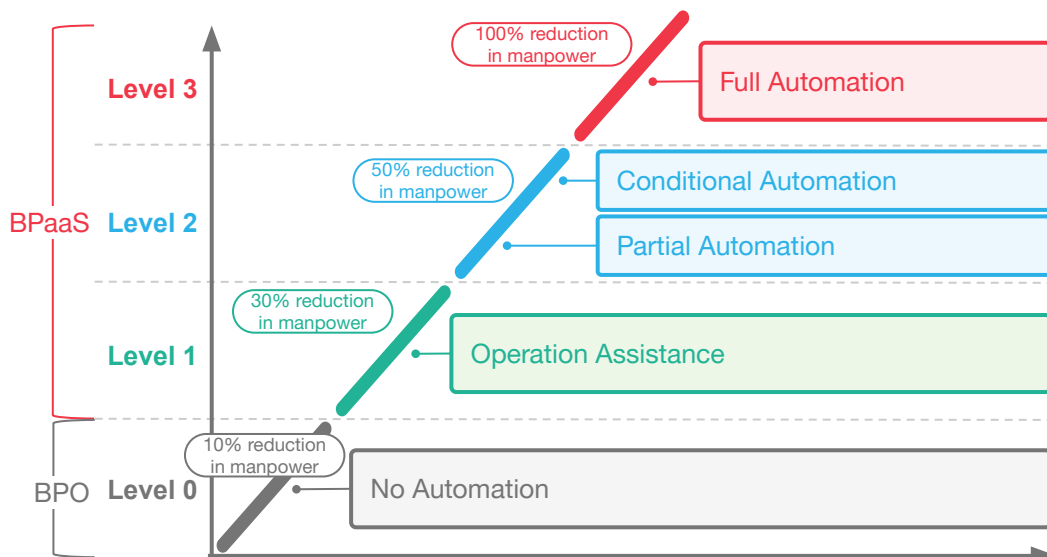 100% reduction
in manpower
Level 3
Full Automation
50% reduction
in manpower
Conditional Automation
BPaaS
Level 2
Partial Automation
30% reduction
in manpower
Level 1
Operation Assistance
10% reduction
in manpower
BPO
Level 0
No Automation